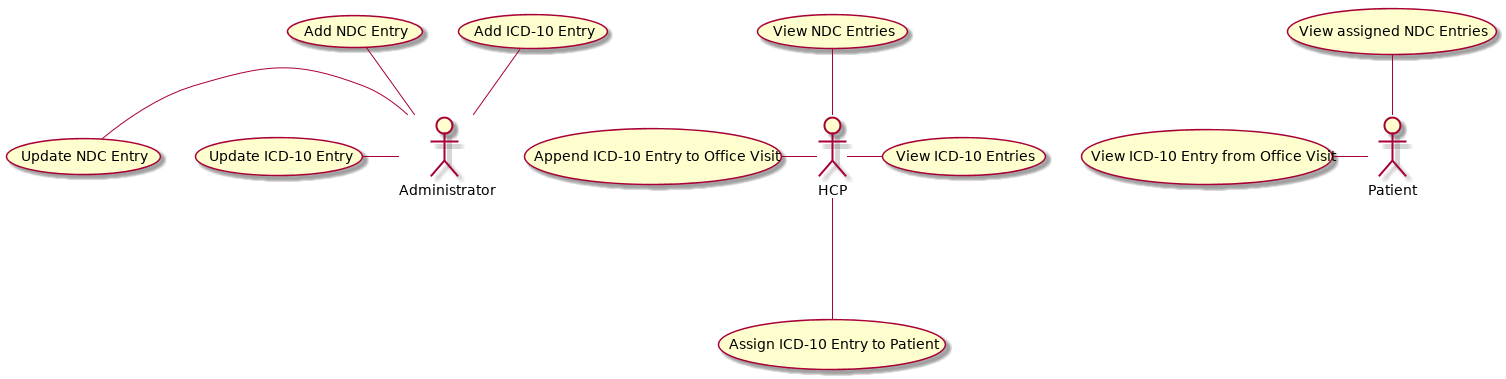 Add NDC Entry
Add ICD-10 Entry
View NDC Entries
View assigned NDC Entries
Update NDC Entry
Update ICD-10 Entry
Append ICD-10 Entry to Office Visit
View ICD-10 Entries
View ICD-10 Entry from Office Visit
Administrator
HCP
Patient
Assign ICD-10 Entry to Patient